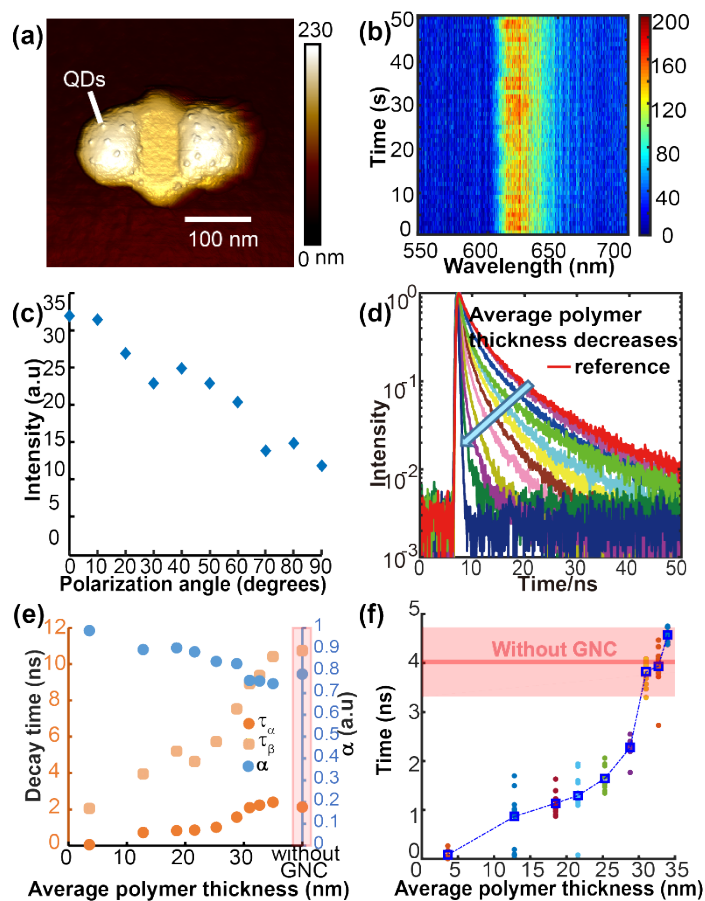 (a)
QDs
100 nm
230
0 nm
(b)
50
40
30
20
10
0
Time (s)
550
600
650
700
Wavelength (nm)
200
160
120
80
40
0
(c)
35
30
25
20
15
10
5
0
Intensity (a.u)
0
10
20
30
40
50
60
70
80
90
Polarization angle (degrees)
(d)
Average polymer
thickness decreases
reference
10^0
10^-1
10^-2
10^-3
Intensity
0
10
20
30
40
50
Time/ns
(e)
12
10
8
6
4
2
0
Decay time (ns)
τα
τβ
α
1
0.9
0.8
0.7
0.6
0.5
0.4
0.3
0.2
0.1
0
α (a.u)
0
10
20
30
without
GNC
Average polymer thickness (nm)
(f)
Without GNC
5
4
3
2
1
0
Time (ns)
5
10
15
20
25
30
35
Average polymer thickness (nm)